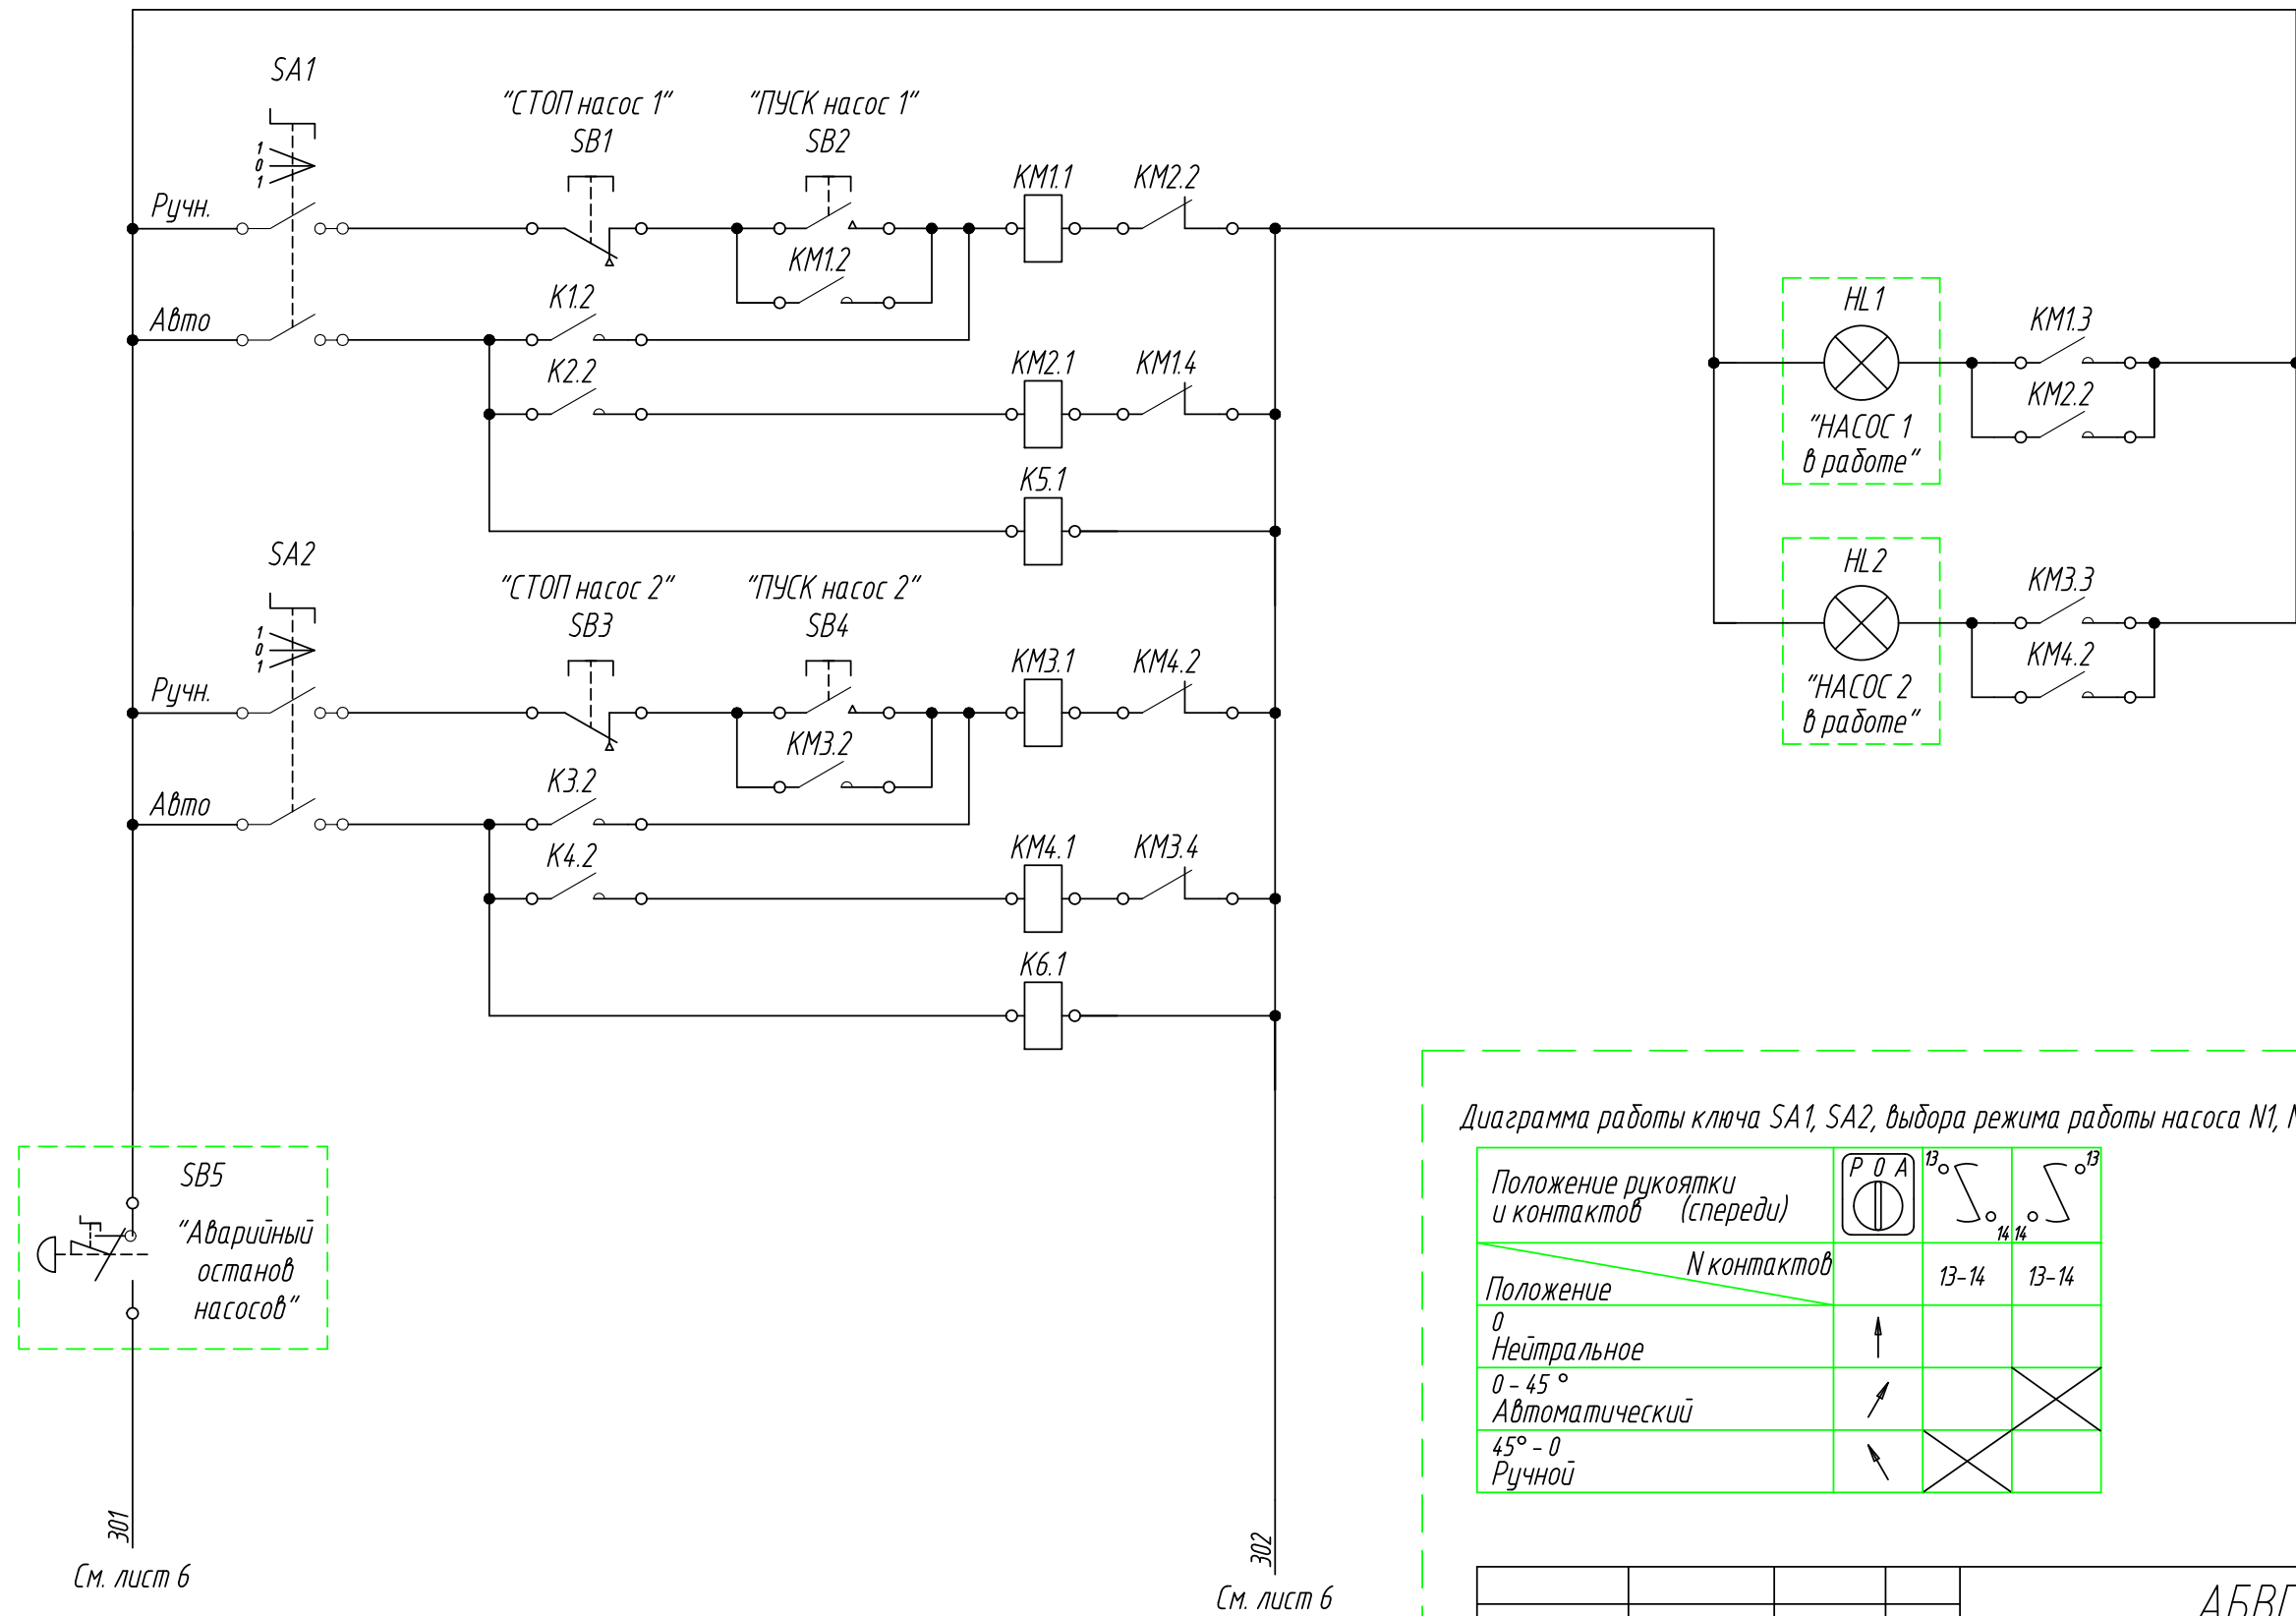 SA1
1
0
1
Ручн.
Авто
"СТОП насос 1"
SB1
"ПУСК насос 1"
SB2
KM1.1
KM2.2
KM1.2
K1.2
K2.2
KM2.1
KM1.4
K5.1
SA2
1
0
1
Ручн.
Авто
"СТОП насос 2"
SB3
"ПУСК насос 2"
SB4
KM3.1
KM4.2
KM3.2
K3.2
K4.2
KM4.1
KM3.4
K6.1
HL1
"НАСОС 1
в работе"
KM1.3
KM2.2
HL2
"НАСОС 2
в работе"
KM3.3
KM4.2
SB5
"Аварийный
останов
насосов"
301
См. лист 6
302
См. лист 6
Диаграмма работы ключа SA1, SA2, выбора режима работы насоса N1,
Положение рукоятки
и контактов (спереди)
Р 0 А
13
14
13
14
N контактов
Положение
13-14
13-14
0
Нейтральное
0 - 45 °
Автоматический
45° - 0
Ручной
АБВГ